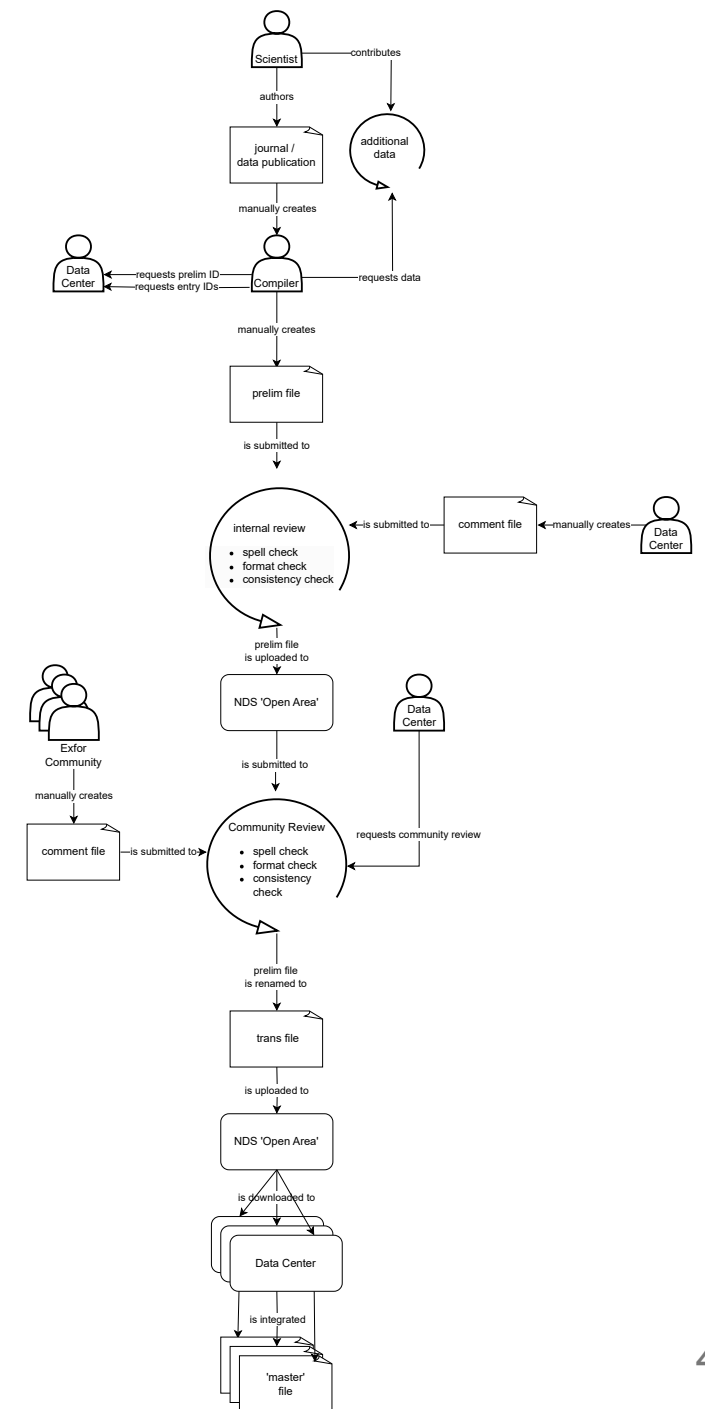 Scientist
contributes
authors
journal /
data publication
additional
data
manually creates
Data
Center
requests prelim ID
requests entry IDs
Compiler
requests data
manually creates
prelim file
is submitted to
internal review
• spell check
• format check
• consistency check
is submitted to
comment file
manually creates
Data
Center
prelim file
is uploaded to
NDS 'Open Area'
Data
Center
Exfor
Community
is submitted to
manually creates
requests community review
comment file
is submitted to
Community Review
• spell check
• format check
• consistency
check
prelim file
is renamed to
trans file
is uploaded to
NDS 'Open Area'
is downloaded to
Data Center
is integrated
'master'
file